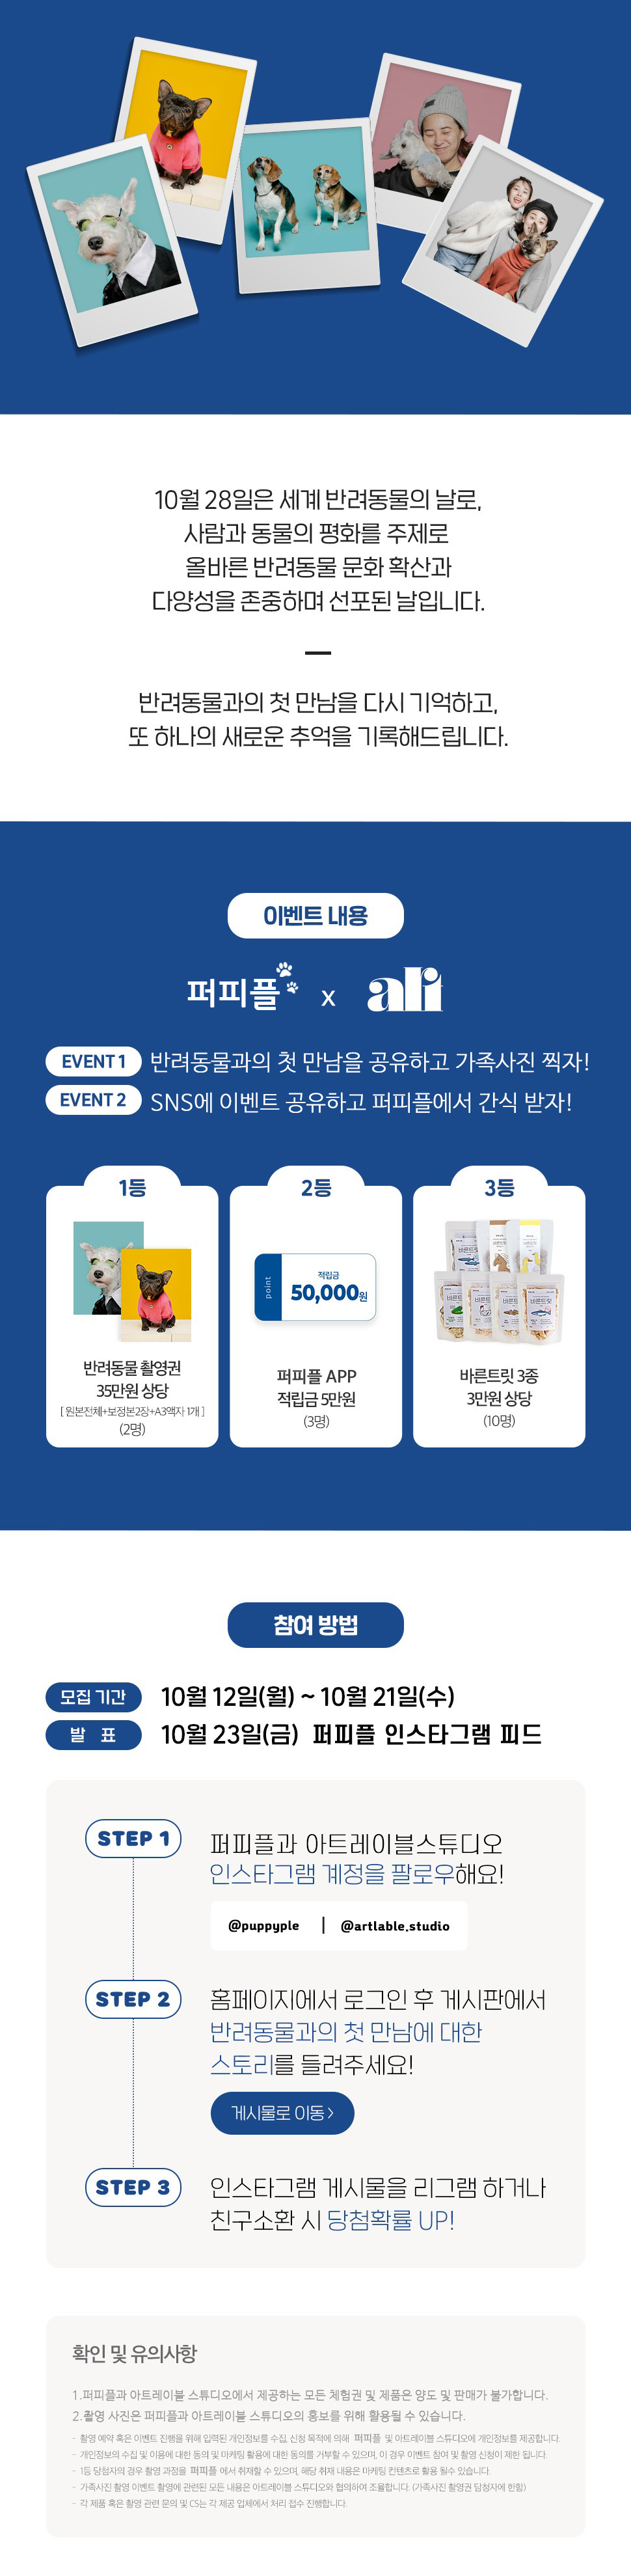 10월 28일은 세계 반려동물의 날로,
사람과 동물의 평화를 주제로
올바른 반려동물 문화 확산과
다양성을 존중하며 선포된 날입니다.
반려동물과의 첫 만남을 다시 기억하고,
또 하나의 새로운 추억을 기록해드립니다.
이벤트 내용
퍼피플 x ali
EVENT 1 반려동물과의 첫 만남을 공유하고 가족사진 찍자!
EVENT 2 SNS에 이벤트 공유하고 퍼피플에서 간식 받자!
1등
반려동물 촬영권
35만원 상당
[ 원본전체+보정본2장+A3액자 1개 ]
(2명)
2등
point
적립금
50,000원
퍼피플 APP
적립금 5만원
(3명)
3등
바른트릿 3종
3만원 상당
(10명)
참여 방법
모집 기간 10월 12일(월) ~ 10월 21일(수)
발 표 10월 23일(금) 퍼피플 인스타그램 피드
STEP 1
퍼피플과 아트레이블스튜디오
인스타그램 계정을 팔로우해요!
@puppyple | @artlable.studio
STEP 2
홈페이지에서 로그인 후 게시판에서
반려동물과의 첫 만남에 대한
스토리를 들려주세요!
게시물로 이동 >
STEP 3
인스타그램 게시물을 리그램 하거나
친구소환 시 당첨확률 UP!
확인 및 유의사항
1.퍼피플과 아트레이블 스튜디오에서 제공하는 모든 체험권 및 제품은 양도 및 판매가 불가합니다.
2.촬영 사진은 퍼피플과 아트레이블 스튜디오의 홍보를 위해 활용될 수 있습니다.
- 촬영 예약 혹은 이벤트 진행을 위해 입력된 개인정보를 수집, 신청 목적에 의해 퍼피플 및 아트레이블 스튜디오에 개인정보를 제공합니다.
- 개인정보의 수집 및 이용에 대한 동의 및 마케팅 활용에 대한 동의를 거부할 수 있으며, 이 경우 이벤트 참여 및 촬영 신청이 제한 됩니다.
- 1등 당첨자의 경우 촬영 과정을 퍼피플 에서 취재할 수 있으며, 해당 취재 내용은 마케팅 컨텐츠로 활용 될수 있습니다.
- 가족사진 촬영 이벤트 촬영에 관련된 모든 내용은 아트레이블 스튜디오와 협의하여 조율합니다. (가족사진 촬영권 당첨자에 한함)
- 각 제품 혹은 촬영 관련 문의 및 CS는 각 제공 업체에서 처리 접수 진행합니다.